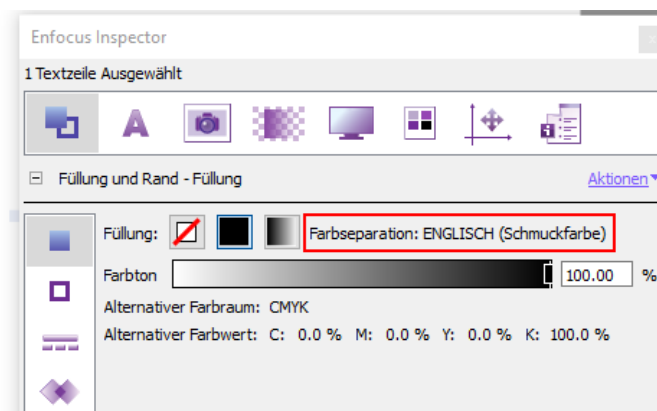 Enfocus Inspector
1 Textzeile Ausgewählt
Füllung und Rand - Füllung
Aktionen
Füllung:
Farbseparation: ENGLISCH (Schmuckfarbe)
Farbton
100.00 %
Alternativer Farbraum: CMYK
Alternativer Farbwert: C: 0.0 % M: 0.0 % Y: 0.0 % K: 100.0 %